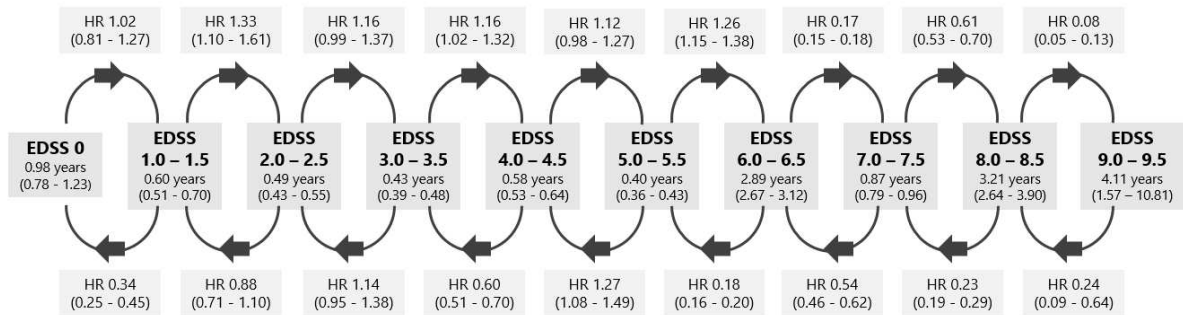 HR 1.02
(0.81 - 1.27)
HR 1.33
(1.10 - 1.61)
HR 1.16
(0.99 - 1.37)
HR 1.16
(1.02 - 1.32)
HR 1.12
(0.98 - 1.27)
HR 1.26
(1.15 - 1.38)
HR 0.17
(0.15 - 0.18)
HR 0.61
(0.53 - 0.70)
HR 0.08
(0.05 - 0.13)
EDSS 0
0.98 years
(0.78 - 1.23)
EDSS
1.0 – 1.5
0.60 years
(0.51 - 0.70)
EDSS
2.0 – 2.5
0.49 years
(0.43 - 0.55)
EDSS
3.0 – 3.5
0.43 years
(0.39 - 0.48)
EDSS
4.0 – 4.5
0.58 years
(0.53 - 0.64)
EDSS
5.0 – 5.5
0.40 years
(0.36 - 0.43)
EDSS
6.0 – 6.5
2.89 years
(2.67 - 3.12)
EDSS
7.0 – 7.5
0.87 years
(0.79 - 0.96)
EDSS
8.0 – 8.5
3.21 years
(2.64 - 3.90)
EDSS
9.0 – 9.5
4.11 years
(1.57 – 10.81)
HR 0.34
(0.25 - 0.45)
HR 0.88
(0.71 - 1.10)
HR 1.14
(0.95 - 1.38)
HR 0.60
(0.51 - 0.70)
HR 1.27
(1.08 - 1.49)
HR 0.18
(0.16 - 0.20)
HR 0.54
(0.46 - 0.62)
HR 0.23
(0.19 - 0.29)
HR 0.24
(0.09 - 0.64)